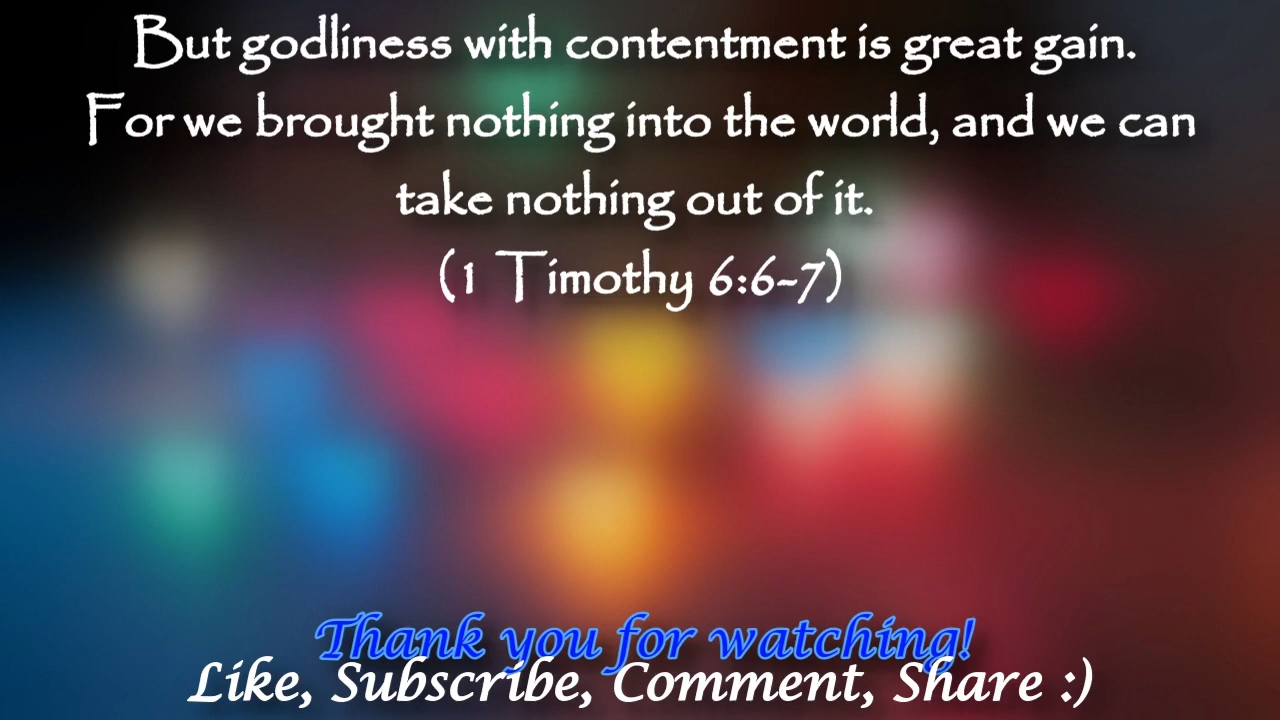 But godliness with contentment is great gain.
For we brought nothing into the world, and we can
take nothing out of it.
(1 Timothy 6:6-7)
Thank you for watching!
Like, Subscribe, Comment, Share :)